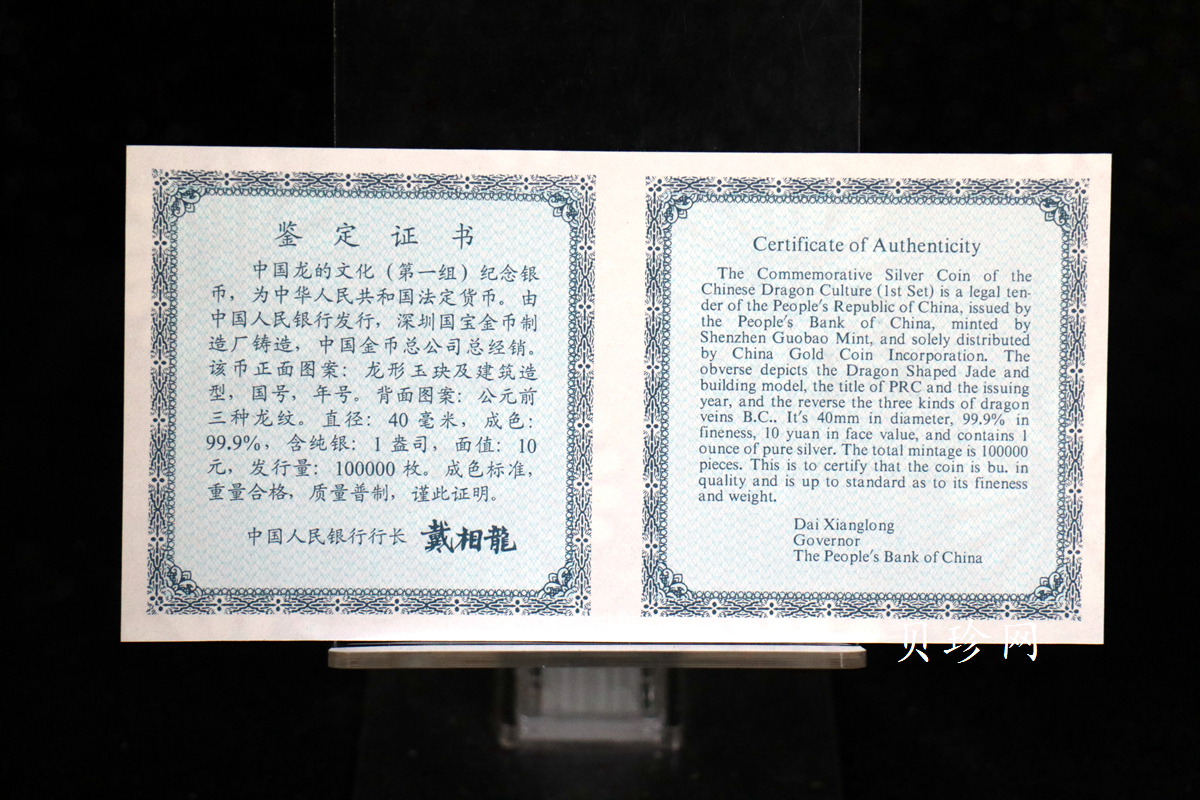 鉴定证书
中国龙的文化（第一组）纪念银
币，为中华人民共和国法定货币。由
中国人民银行发行，深圳国宝金币制
造厂铸造，中国金币总公司总经销。
该币正面图案：龙形玉玦及建筑造
型，国号，年号。背面图案：公元前
三种龙纹。直径：40毫米，成色：
99.9%，含纯银：1盎司，面值：10
元，发行量：100000枚。成色标准，
重量合格，质量普制，谨此证明。
中国人民银行行长 戴相龍
Certificate of Authenticity
The Commemorative Silver Coin of the
Chinese Dragon Culture (1st Set) is a legal ten-
der of the People's Republic of China, issued by
the People's Bank of China, minted by
Shenzhen Guobao Mint, and solely distributed
by China Gold Coin Incorporation. The
obverse depicts the Dragon Shaped Jade and
building model, the title of PRC and the issuing
year, and the reverse the three kinds of dragon
veins B.C.. It's 40mm in diameter, 99.9% in
fineness, 10 yuan in face value, and contains 1
ounce of pure silver. The total mintage is 100000
pieces. This is to certify that the coin is bu. in
quality and is up to standard as to its fineness
and weight.
Dai Xianglong
Governor
The People's Bank of China
贝珍网